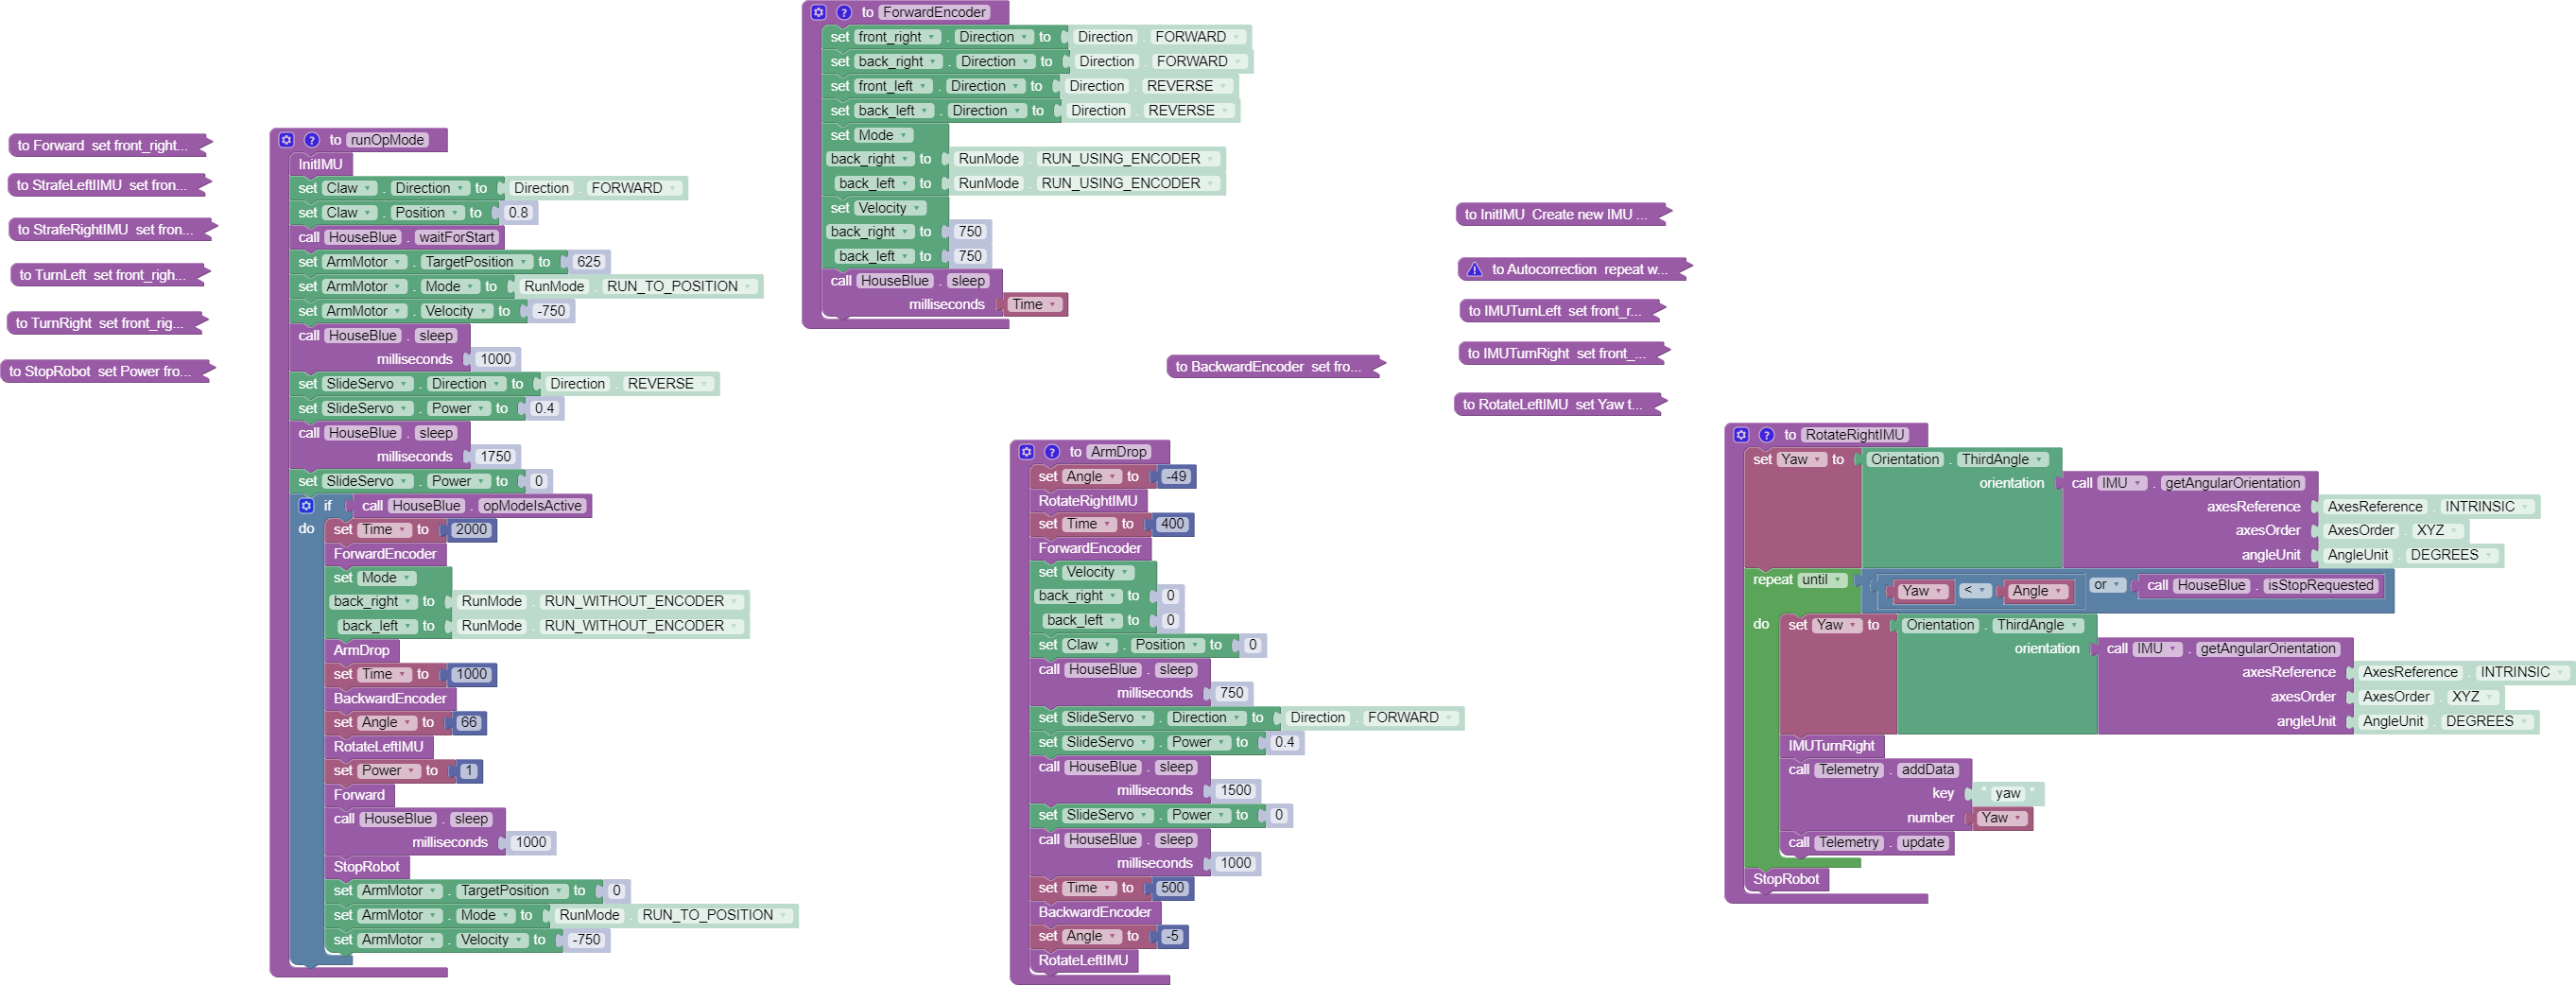 to Forward set front_right...
to StrafeLeftIIMU set fron...
to StrafeRightIMU set fron...
to TurnLeft set front_righ...
to TurnRight set front_rig...
to StopRobot set Power fro...
to runOpMode
InitIMU
set Claw . Direction to Direction . FORWARD
set Claw . Position to 0.8
call HouseBlue . waitForStart
set ArmMotor . TargetPosition to 625
set ArmMotor . Mode to RunMode . RUN_TO_POSITION
set ArmMotor . Velocity to -750
call HouseBlue . sleep
milliseconds 1000
set SlideServo . Direction to Direction . REVERSE
set SlideServo . Power to 0.4
call HouseBlue . sleep
milliseconds 1750
set SlideServo . Power to 0
if call HouseBlue . opModeIsActive
do set Time to 2000
ForwardEncoder
set Mode
back_right to RunMode . RUN_WITHOUT_ENCODER
back_left to RunMode . RUN_WITHOUT_ENCODER
ArmDrop
set Time to 1000
BackwardEncoder
set Angle to 66
RotateLeftIMU
set Power to 1
Forward
call HouseBlue . sleep
milliseconds 1000
StopRobot
set ArmMotor . TargetPosition to 0
set ArmMotor . Mode to RunMode . RUN_TO_POSITION
set ArmMotor . Velocity to -750
to ForwardEncoder
set front_right . Direction to Direction . FORWARD
set back_right . Direction to Direction . FORWARD
set front_left . Direction to Direction . REVERSE
set back_left . Direction to Direction . REVERSE
set Mode
back_right to RunMode . RUN_USING_ENCODER
back_left to RunMode . RUN_USING_ENCODER
set Velocity
back_right to 750
back_left to 750
call HouseBlue . sleep
milliseconds Time
to BackwardEncoder set fro...
to ArmDrop
set Angle to -49
RotateRightIMU
set Time to 400
ForwardEncoder
set Velocity
back_right to 0
back_left to 0
set Claw . Position to 0
call HouseBlue . sleep
milliseconds 750
set SlideServo . Direction to Direction . FORWARD
set SlideServo . Power to 0.4
call HouseBlue . sleep
milliseconds 1500
set SlideServo . Power to 0
call HouseBlue . sleep
milliseconds 1000
set Time to 500
BackwardEncoder
set Angle to -5
RotateLeftIMU
to InitIMU Create new IMU ...
to Autocorrection repeat w...
to IMUTurnLeft set front_r...
to IMUTurnRight set front_...
to RotateLeftIMU set Yaw t...
to RotateRightIMU
set Yaw to Orientation . ThirdAngle
orientation call IMU . getAngularOrientation
axesReference AxesReference . INTRINSIC
axesOrder AxesOrder . XYZ
angleUnit AngleUnit . DEGREES
repeat until Yaw < Angle or call HouseBlue . isStopRequested
do set Yaw to Orientation . ThirdAngle
orientation call IMU . getAngularOrientation
axesReference AxesReference . INTRINSIC
axesOrder AxesOrder . XYZ
angleUnit AngleUnit . DEGREES
IMUTurnRight
call Telemetry . addData
key " yaw "
number Yaw
call Telemetry . update
StopRobot